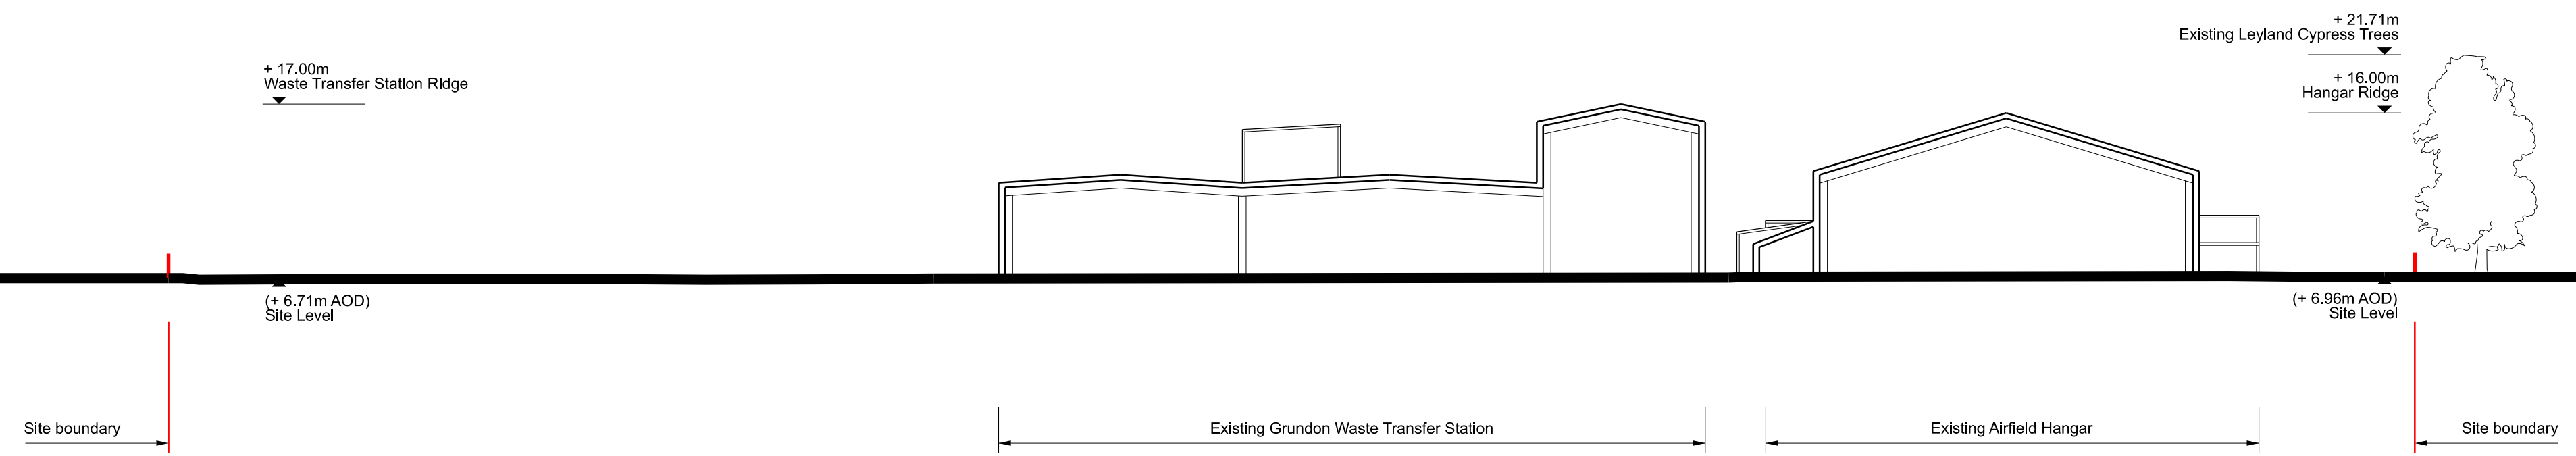 + 17.00m
Waste Transfer Station Ridge
+ 21.71m
Existing Leyland Cypress Trees
+ 16.00m
Hangar Ridge
(+ 6.71m AOD)
Site Level
(+ 6.96m AOD)
Site Level
Site boundary
Existing Grundon Waste Transfer Station
Existing Airfield Hangar
Site boundary